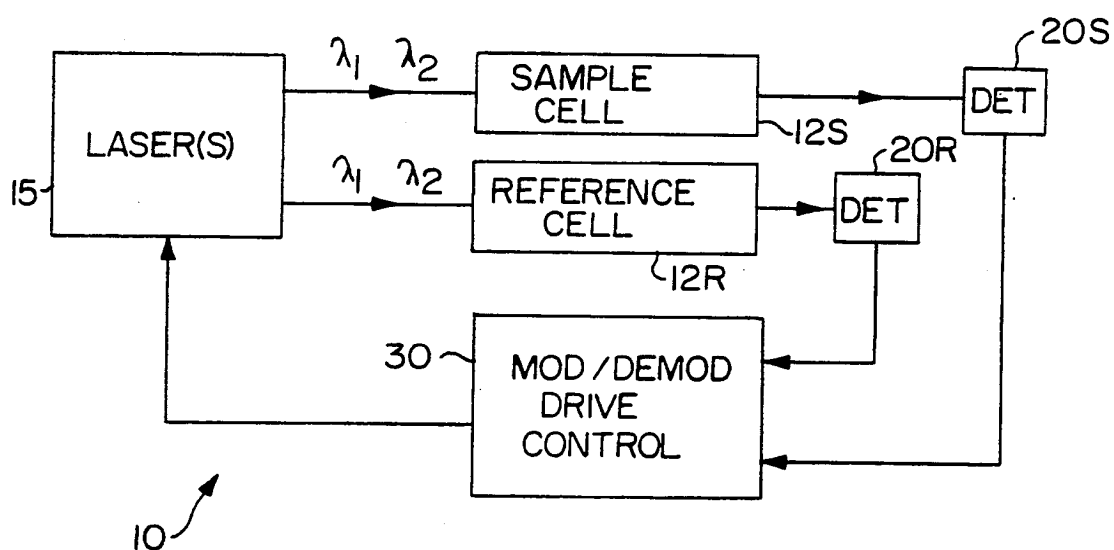 20S
λ1 λ2
SAMPLE
CELL
DET
LASER(S)
12S
20R
15
λ1 λ2
REFERENCE
CELL
DET
12R
30
MOD/DEMOD
DRIVE
CONTROL
10